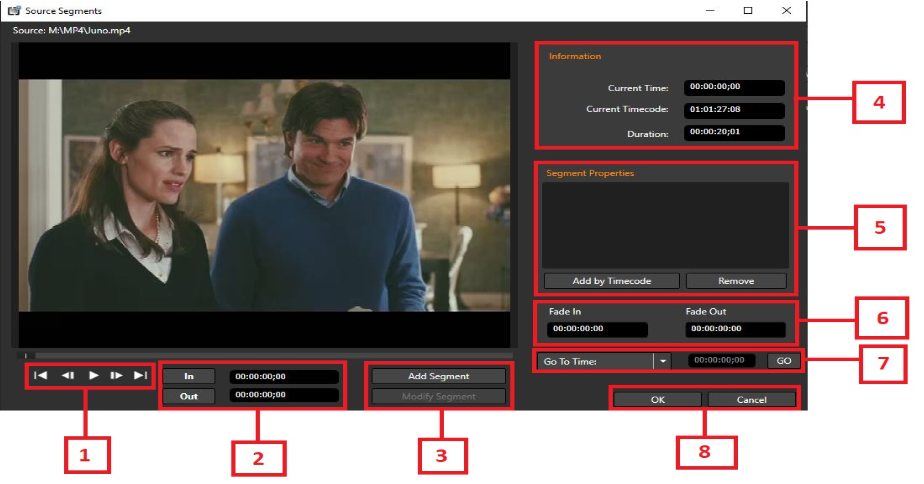 Source Segments
Source: M:\MP4\Juno.mp4
Information
Current Time: 00:00:00;00
Current Timecode: 01:01:27:08
Duration: 00:00:20;01
4
Segment Properties
5
Add by Timecode Remove
Fade In Fade Out
00:00:00:00 00:00:00:00
6
Go To Time: 00:00:00;00 GO
7
In 00:00:00;00
Out 00:00:00;00
Add Segment
Modify Segment
OK Cancel
1
2
3
8